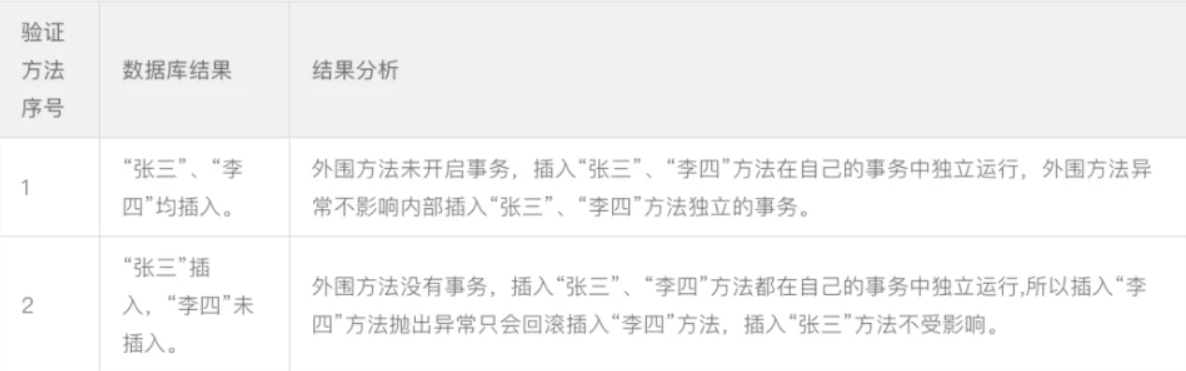 验证
方法
序号
数据库结果
结果分析
1
“张三”、“李
四”均插入。
外围方法未开启事务，插入“张三”、“李四”方法在自己的事务中独立运行，外围方法异
常不影响内部插入“张三”、“李四”方法独立的事务。
2
“张三”插
入，“李四”未
插入。
外围方法没有事务，插入“张三”、“李四”方法都在自己的事务中独立运行,所以插入“李
四”方法抛出异常只会回滚插入“李四”方法，插入“张三”方法不受影响。